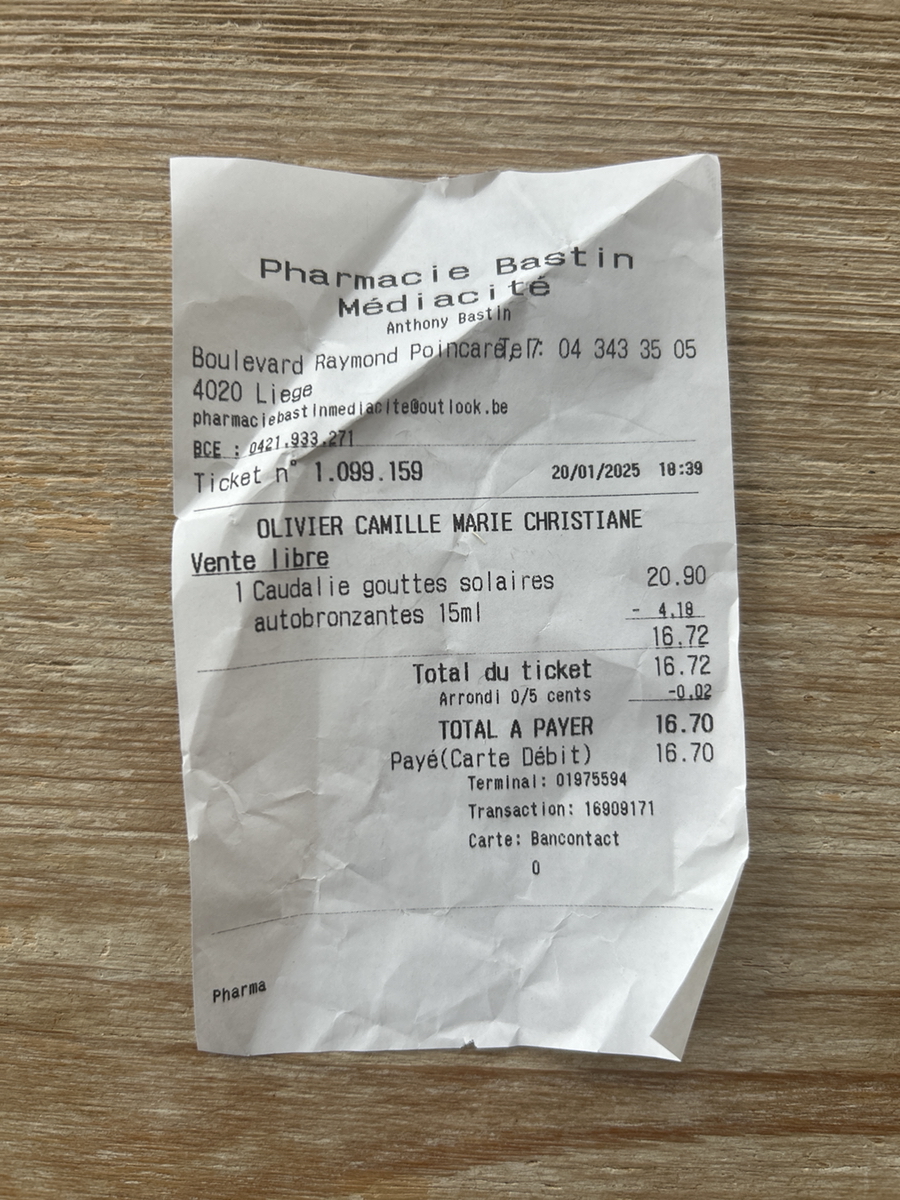 Pharmacie Bastin
Médiacité
Anthony Bastin
Boulevard Raymond Poincaré, 7 Tel : 04 343 35 05
4020 Liege
pharmaciebastinmediacite@outlook.be
BCE : 0421.933.271
Ticket n° 1.099.159 20/01/2025 18:39
OLIVIER CAMILLE MARIE CHRISTIANE
Vente libre
1 Caudalie gouttes solaires 20.90
autobronzantes 15ml - 4.18
16.72
Total du ticket 16.72
Arrondi 0/5 cents -0.02
TOTAL A PAYER 16.70
Payé(Carte Débit) 16.70
Terminal: 01975594
Transaction: 16909171
Carte: Bancontact
0
Pharma